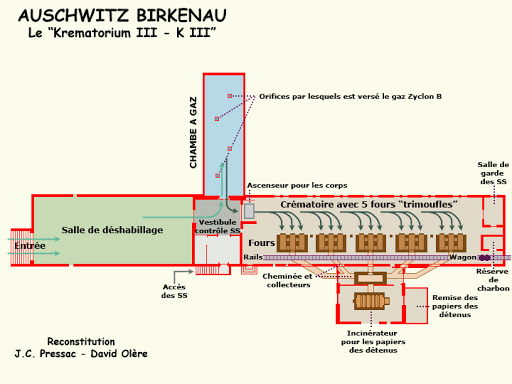 AUSCHWITZ BIRKENAU
Le “Krematorium III - K III”
Orifices par lesquels est versé le gaz Zyclon B
CHAMBE A GAZ
Salle de
garde
des SS
Ascenseur pour les corps
Crématoire avec 5 fours “trimoufles”
Salle de déshabillage
Vestibule
contrôle SS
Entrée
Fours
Rails
Wagon
Accès
des SS
Cheminée et
collecteurs
Réserve
de
charbon
Remise des
papiers des
détenus
Incinérateur
pour les papiers
des détenus
Reconstitution
J.C. Pressac - David Olère